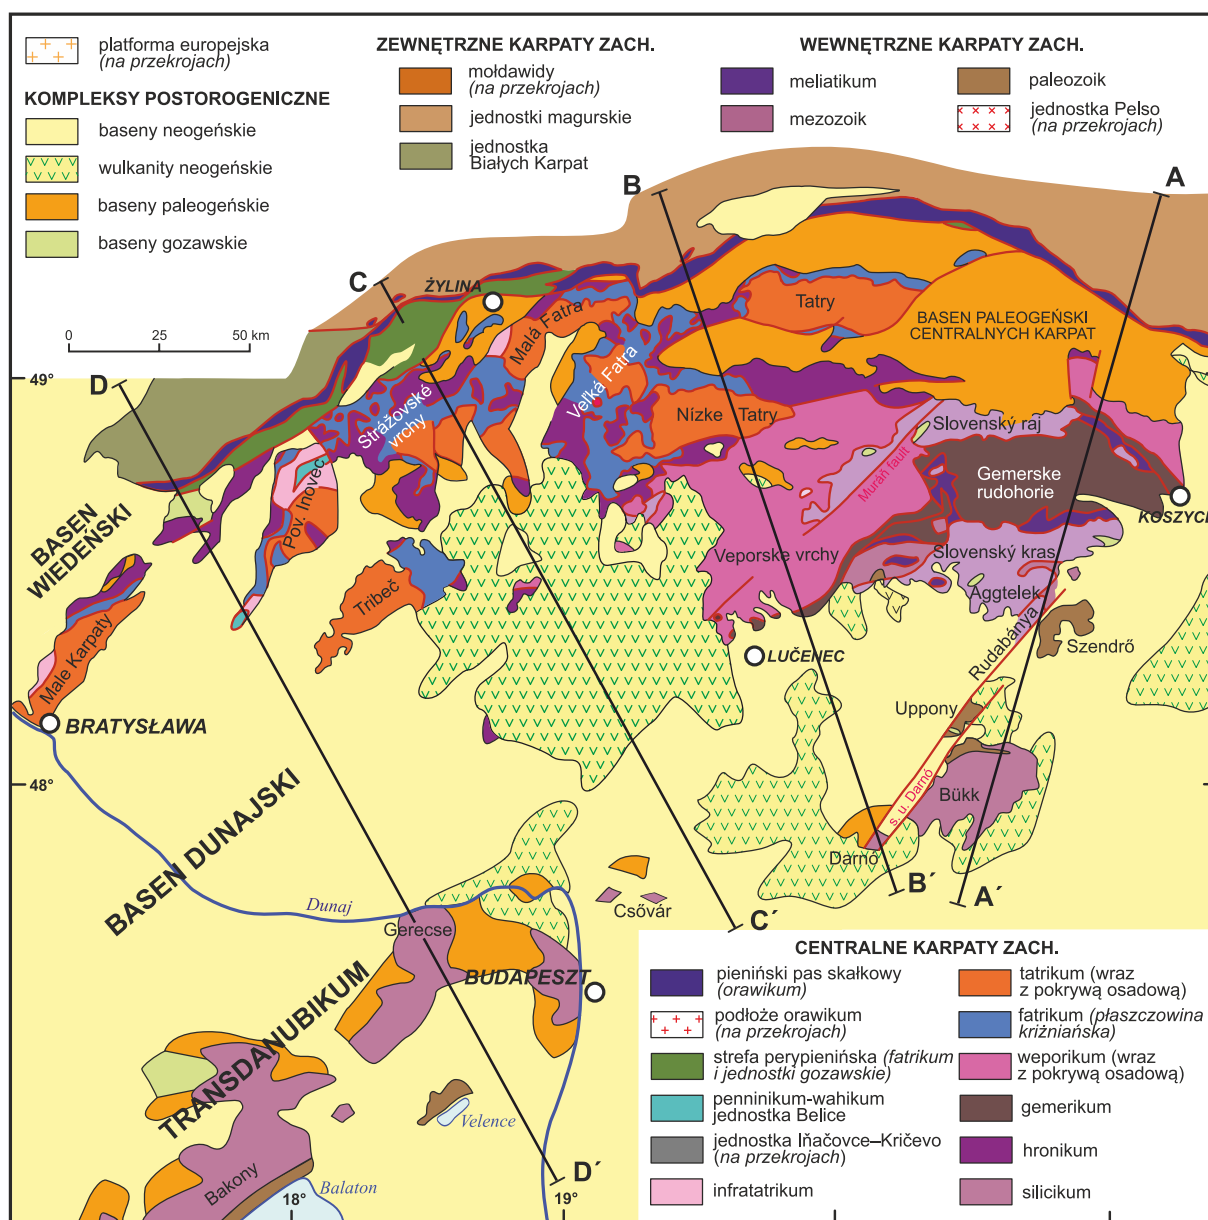 platforma europejska
(na przekrojach)
KOMPLEKSY POSTOROGENICZNE
baseny neogeńskie
wulkanity neogeńskie
baseny paleogeńskie
baseny gozawskie
ZEWNĘTRZNE KARPATY ZACH.
mołdawidy
(na przekrojach)
jednostki magurskie
jednostka
Białych Karpat
WEWNĘTRZNE KARPATY ZACH.
meliatikum
mezozoik
paleozoik
jednostka Pelso
(na przekrojach)
B
A
C
ŻYLINA
0 25 50 km
49°
D
Malá Fatra
Tatry
BASEN PALEOGEŃSKI
CENTRALNYCH KARPAT
Veľká Fatra
Strážovské
vrchy
Nízke Tatry
Slovenský raj
Muráň fault
Gemerske
rudohorie
KOSZYCE
Pov. Inovec
BASEN
WIEDEŃSKI
Veporske vrchy
Slovenský kras
Aggtelek
Tribeč
Rudabánya
Szendrő
LUČENEC
Male Karpaty
BRATYSŁAWA
Uppony
48°
s. u. Darnó
Bükk
Darnó
BASEN DUNAJSKI
B´
A´
C´
Csővár
Dunaj
Gerecse
BUDAPESZT
TRANSDANUBIKUM
Velence
Bakony
Balaton
D´
18°
19°
CENTRALNE KARPATY ZACH.
pieniński pas skałkowy
(orawikum)
podłoże orawikum
(na przekrojach)
strefa perypienińska (fatrikum
i jednostki gozawskie)
penninikum-wahikum
jednostka Belice
jednostka Iňačovce–Kričevo
(na przekrojach)
infratatrikum
tatrikum (wraz
z pokrywą osadową)
fatrikum (płaszczowina
kriżniańska)
weporikum (wraz
z pokrywą osadową)
gemerikum
hronikum
silicikum